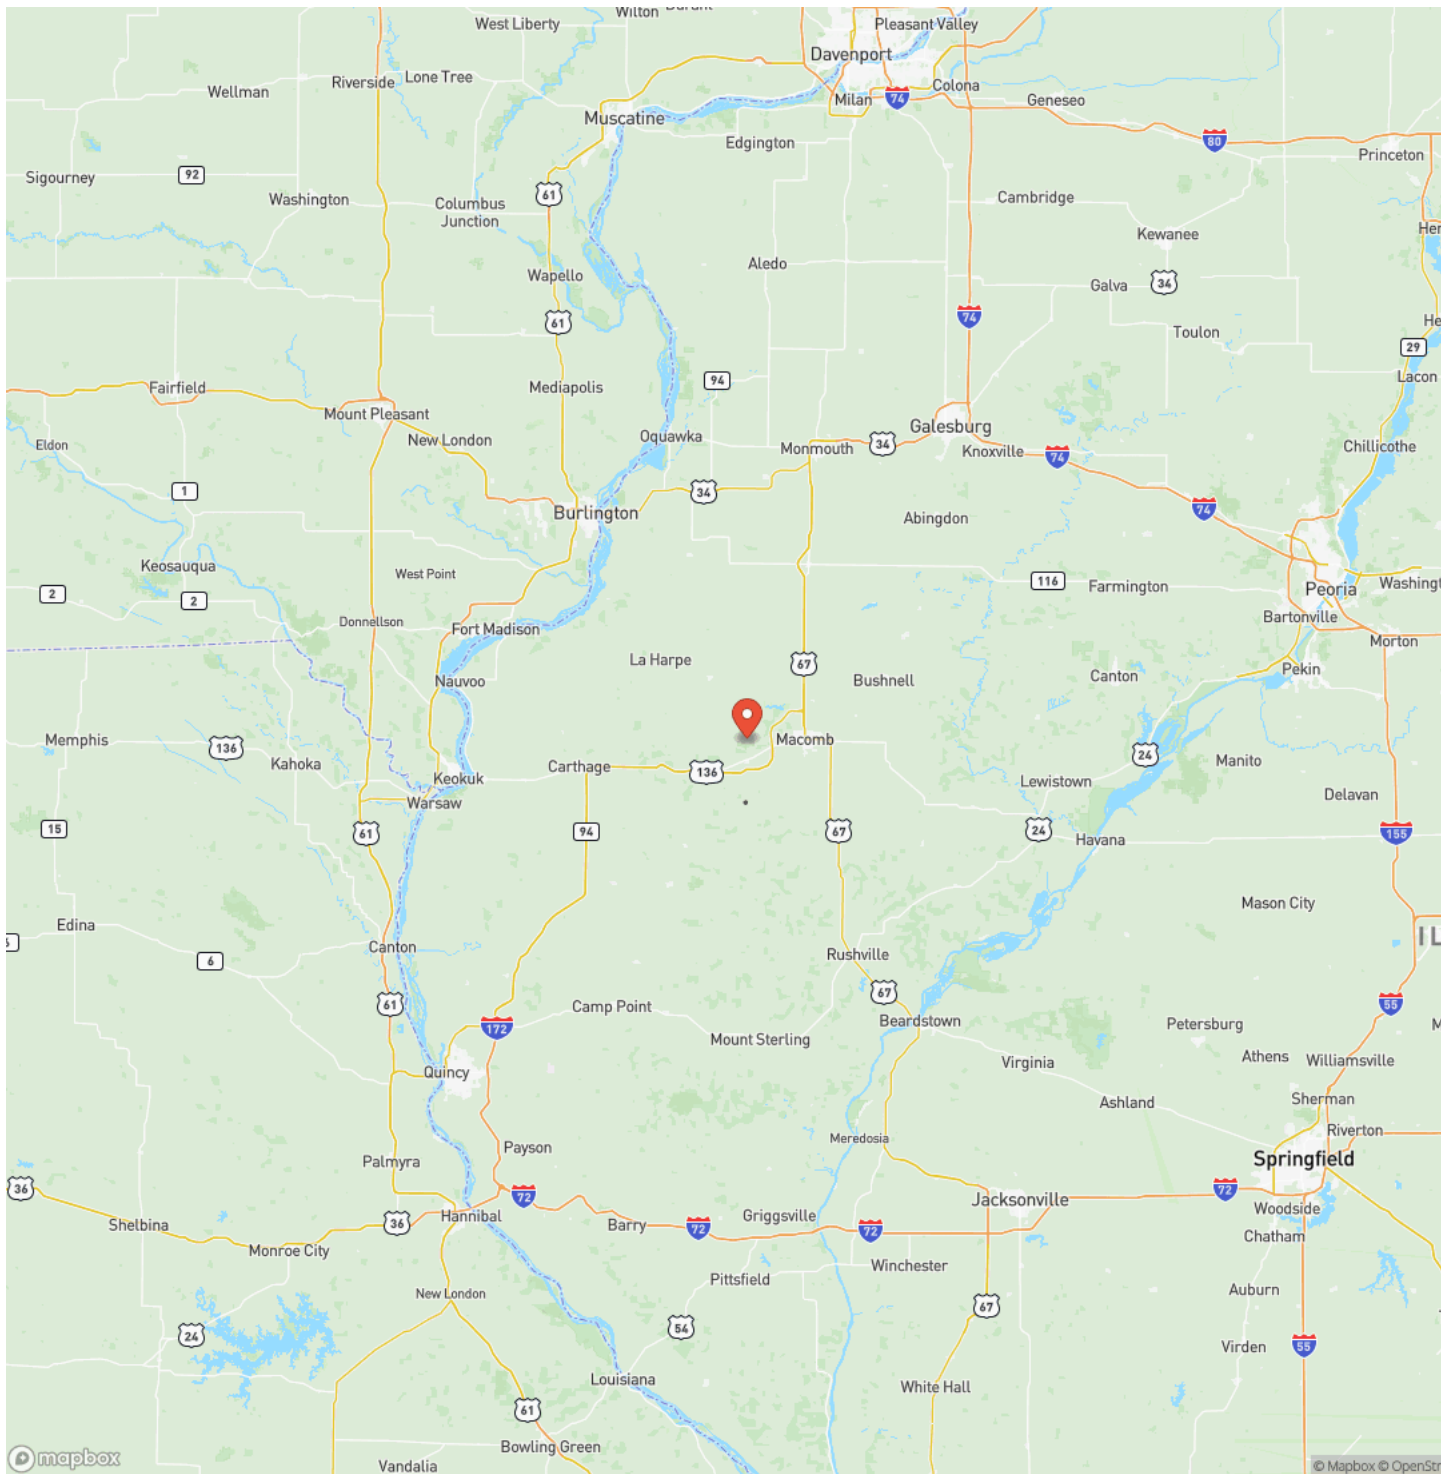 Wilton
Durant
West Liberty
Pleasant Valley
Davenport
Riverside
Lone Tree
Wellman
Milan
74
Colona
Geneseo
Muscatine
Edgington
80
Princeton
Sigourney
92
Washington
61
Columbus
Junction
Cambridge
Kewanee
Wapello
Aledo
Galva
34
61
74
Toulon
29
Fairfield
Mediapolis
94
Lacon
Mount Pleasant
New London
Oquawka
Monmouth
34
Galesburg
Knoxville
74
Chillicothe
Eldon
1
34
Burlington
Abingdon
74
Keosauqua
West Point
116
Farmington
Peoria
Washingt
2
2
Bartonville
Donnellson
Fort Madison
Morton
La Harpe
67
Nauvoo
Bushnell
Canton
Pekin
Memphis
136
Kahoka
Macomb
24
Manito
Keokuk
Carthage
136
Lewistown
Warsaw
Delavan
15
61
94
67
24
Havana
155
Mason City
Edina
Canton
6
Rushville
IL
61
67
55
172
Camp Point
Beardstown
Petersburg
Mount Sterling
Athens
Williamsville
Quincy
Virginia
Ashland
Sherman
Riverton
Meredosia
Payson
Palmyra
Springfield
36
72
72
Jacksonville
Woodside
Shelbina
36
Hannibal
Barry
72
Griggsville
72
Chatham
Monroe City
Winchester
Pittsfield
New London
Auburn
67
24
54
Virden
55
Louisiana
White Hall
61
Bowling Green
Vandalia
mapbox
© Mapbox © OpenStr